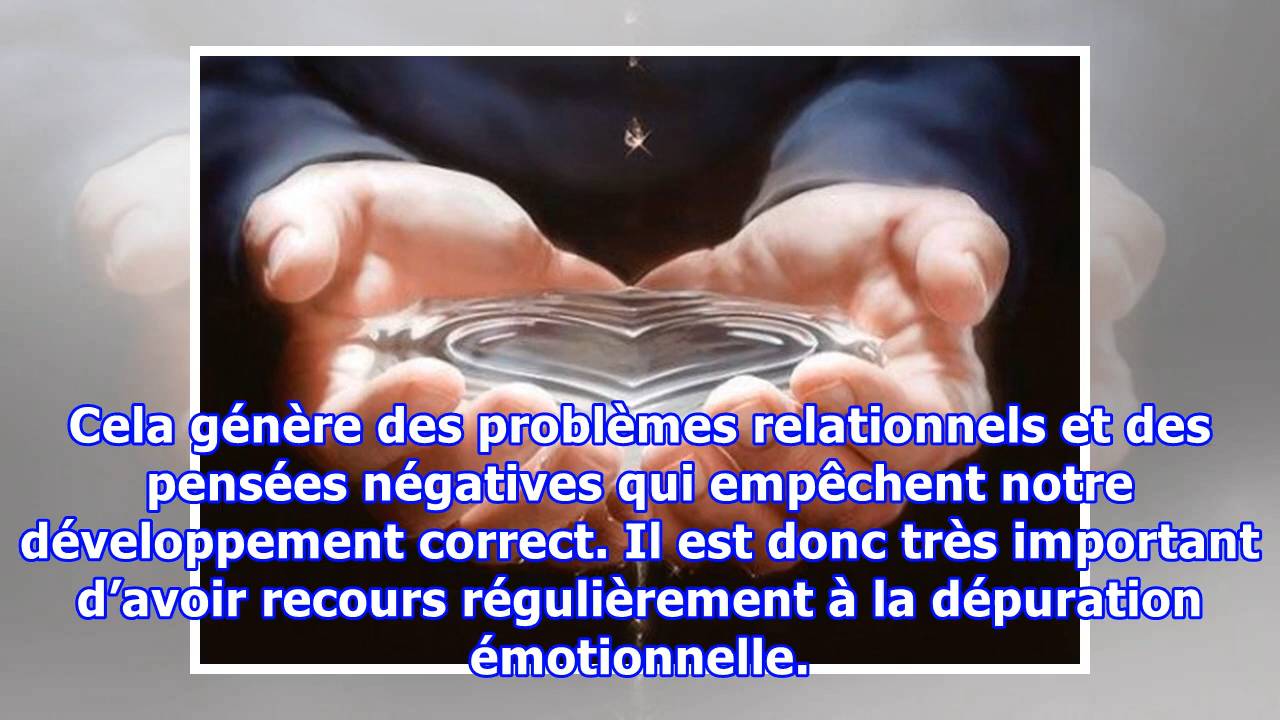 Cela génère des problèmes relationnels et des
pensées négatives qui empêchent notre
développement correct. Il est donc très important
d’avoir recours régulièrement à la dépuration
émotionnelle.